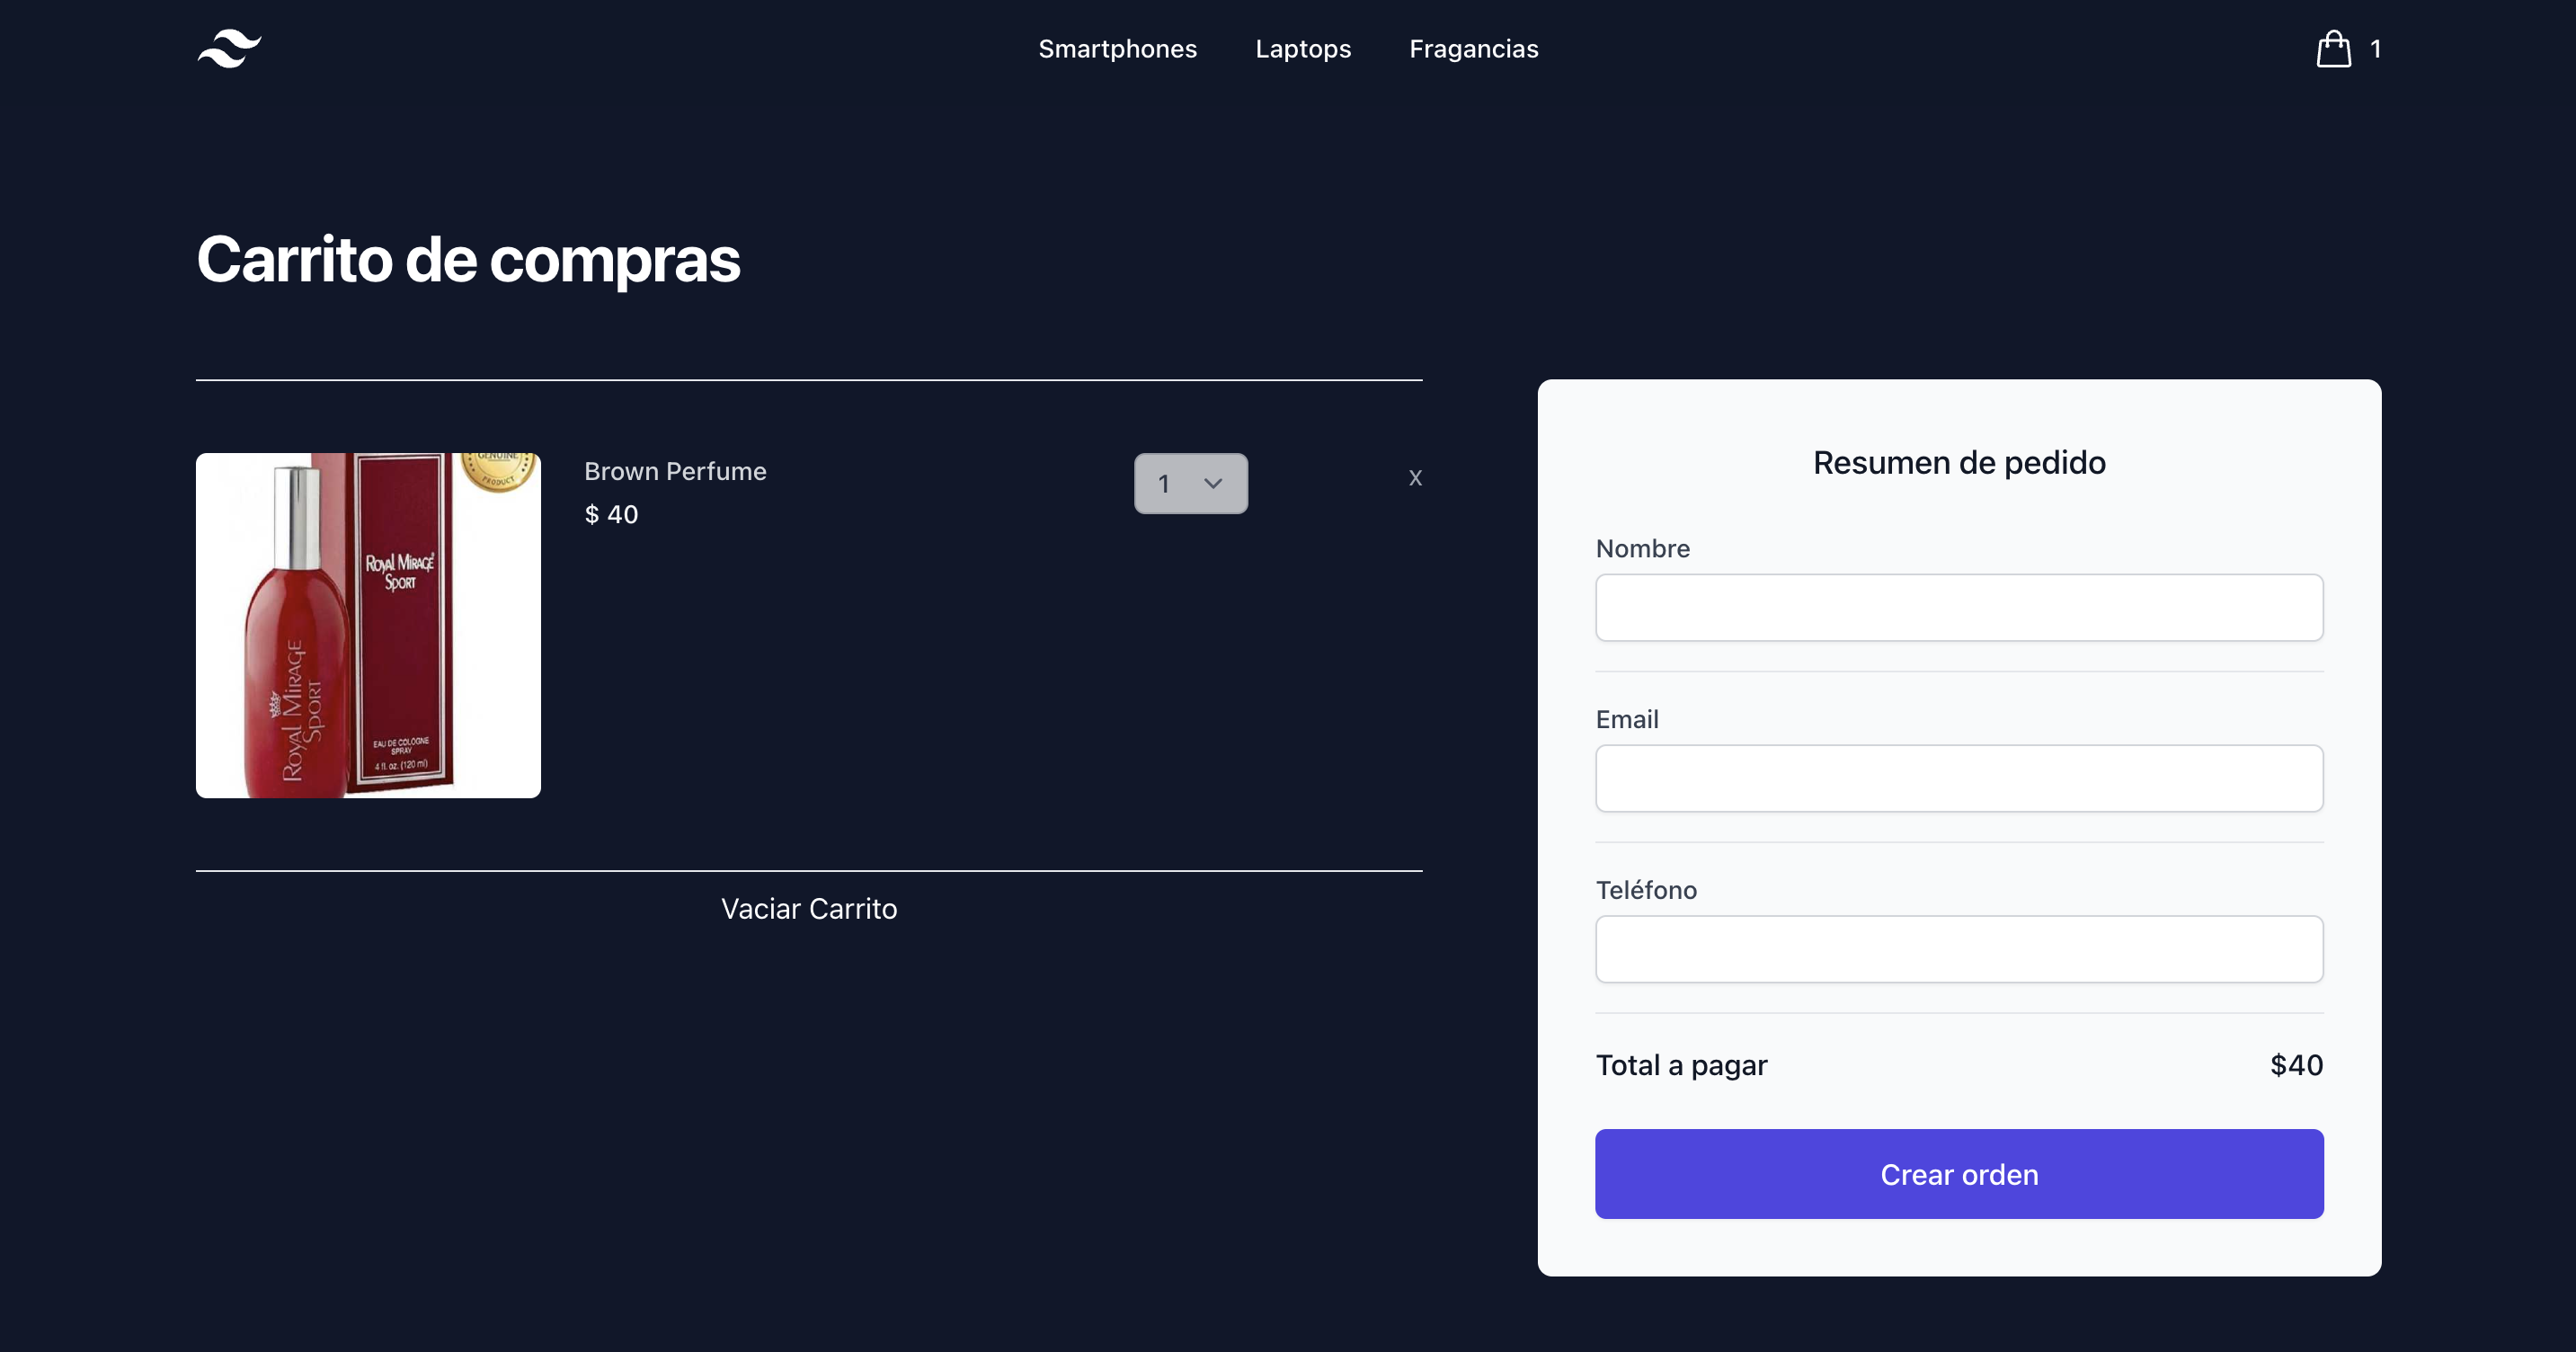 Smartphones Laptops Fragancias 1
Carrito de compras
Brown Perfume
$ 40
1
x
GENUINE
PRODUCT
Royal Mirage
Sport
Royal Mirage
Sport
EAU DE COLOGNE
SPRAY
4 fl. oz. (120 ml)
Vaciar Carrito
Resumen de pedido
Nombre
Email
Teléfono
Total a pagar $40
Crear orden